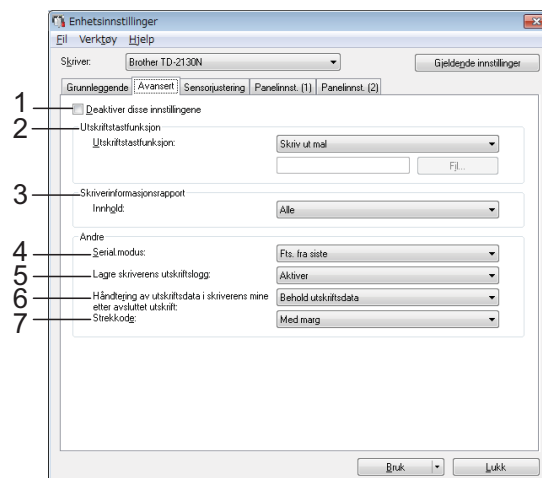 Enhetsinnstillinger
Fil Verktøy Hjelp
Skriver: Brother TD-2130N Gjeldende innstillinger
Grunnleggende Avansert Sensorjustering Panelinnst. (1) Panelinnst. (2)
1 Deaktiver disse innstillingene
2 Utskriftstastfunksjon
Utskriftstastfunksjon: Skriv ut mal
Fil...
3 Skriverinformasjonsrapport
Innhold: Alle
Andre
4 Serial.modus: Fts. fra siste
5 Lagre skriverens utskriftslogg: Aktiver
6 Håndtering av utskriftsdata i skriverens mine Behold utskriftsdata
etter avsluttet utskrift:
7 Strekkode: Med marg
Bruk Lukk